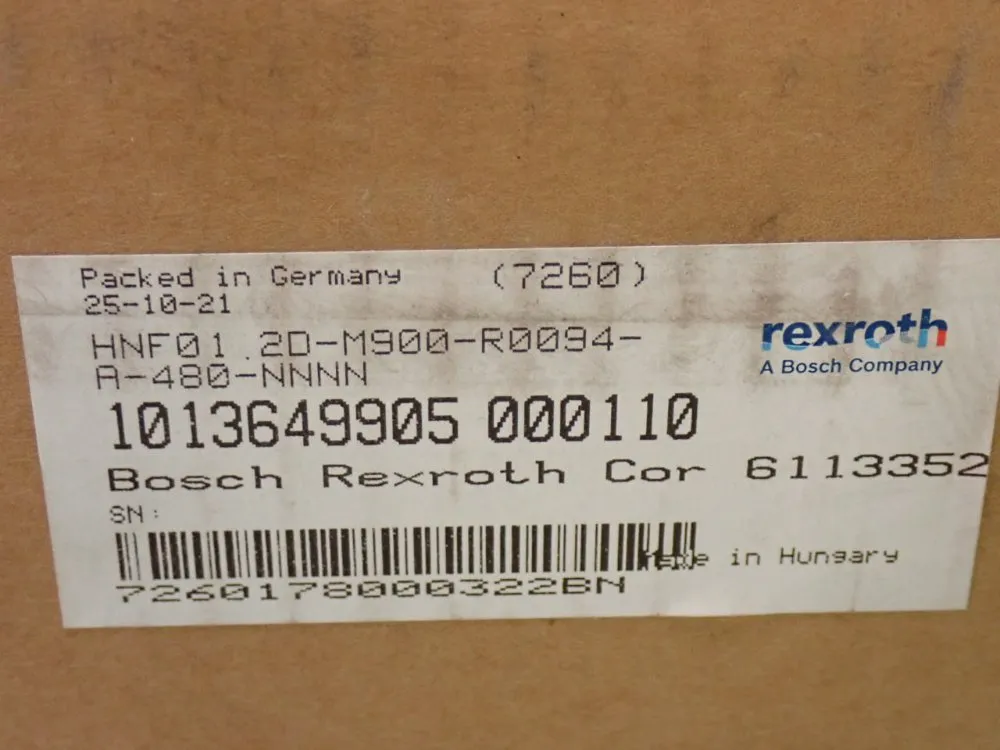 Packed in Germany (7260)
25-10-21
HNF01.2D-M900-R0094-
A-480-NNNN
rexroth
A Bosch Company
1013649905 000110
Bosch Rexroth Cor 6113352
SN:
Made in Hungary
7260178000322BN